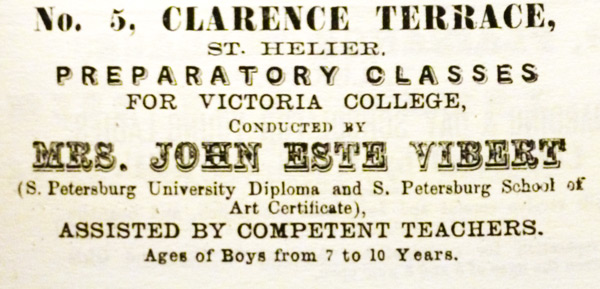 No. 5, CLARENCE TERRACE,
ST. HELIER.
PREPARATORY CLASSES
FOR VICTORIA COLLEGE,
CONDUCTED BY
MRS. JOHN ESTE VIBERT
(S. Petersburg University Diploma and S. Petersburg School of
Art Certificate),
ASSISTED BY COMPETENT TEACHERS.
Ages of Boys from 7 to 10 Years.